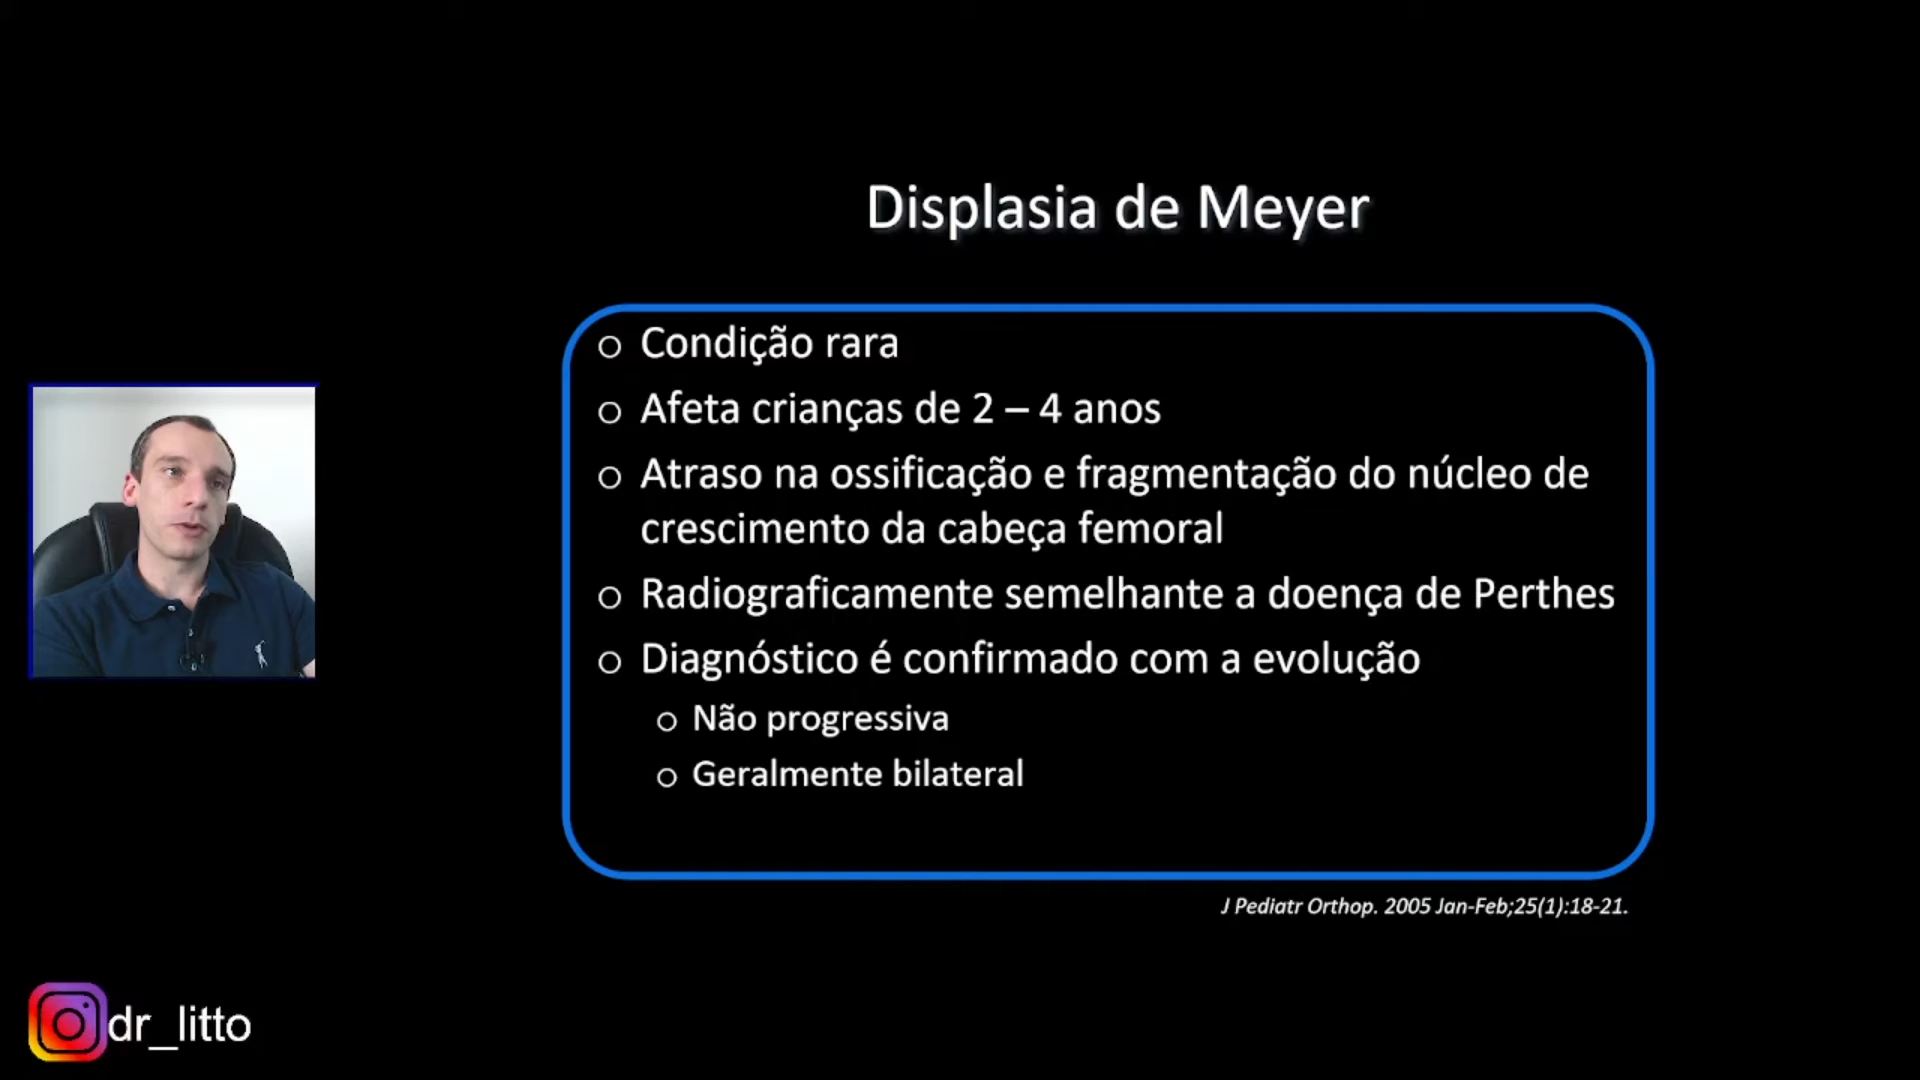 Displasia de Meyer
o Condição rara
o Afeta crianças de 2 – 4 anos
o Atraso na ossificação e fragmentação do núcleo de
crescimento da cabeça femoral
o Radiograficamente semelhante a doença de Perthes
o Diagnóstico é confirmado com a evolução
o Não progressiva
o Geralmente bilateral
J Pediatr Orthop. 2005 Jan-Feb;25(1):18-21.
dr_litto